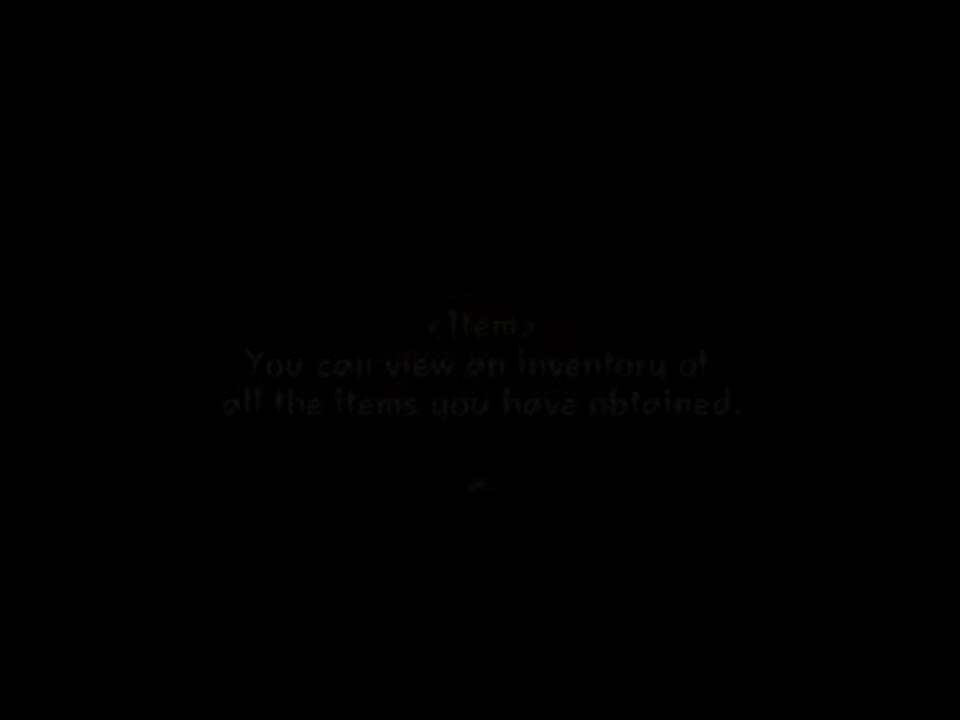 <Item>
You can view an inventory of
all the items you have obtained.